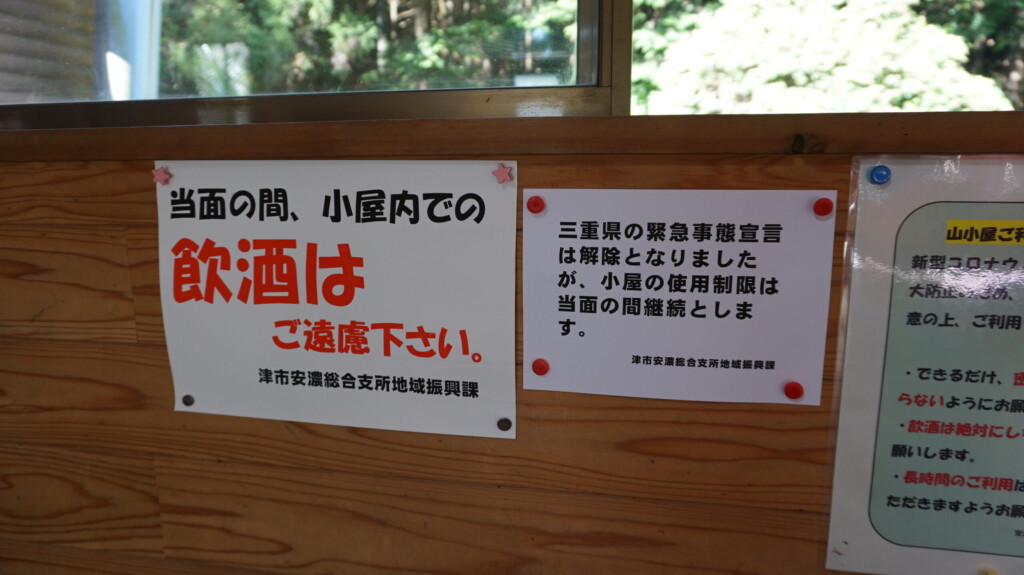 当面の間、小屋内での
飲酒は
ご遠慮下さい。
津市安濃総合支所地域振興課
三重県の緊急事態宣言
は解除となりました
が、小屋の使用制限は
当面の間継続としま
す。
津市安濃総合支所地域振興課
山小屋ご利
新型コロナウ
大防止のため、
意の上、ご利用
・できるだけ、密
らないようにお願
・飲酒は絶対にし
願いします。
・長時間のご利用は
ただきますようお願